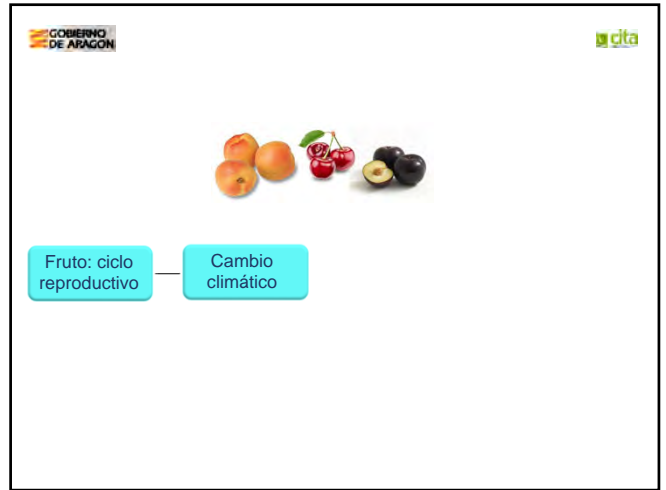 GOBIERNO
DE ARAGON
cita
Fruto: ciclo
reproductivo
Cambio
climático